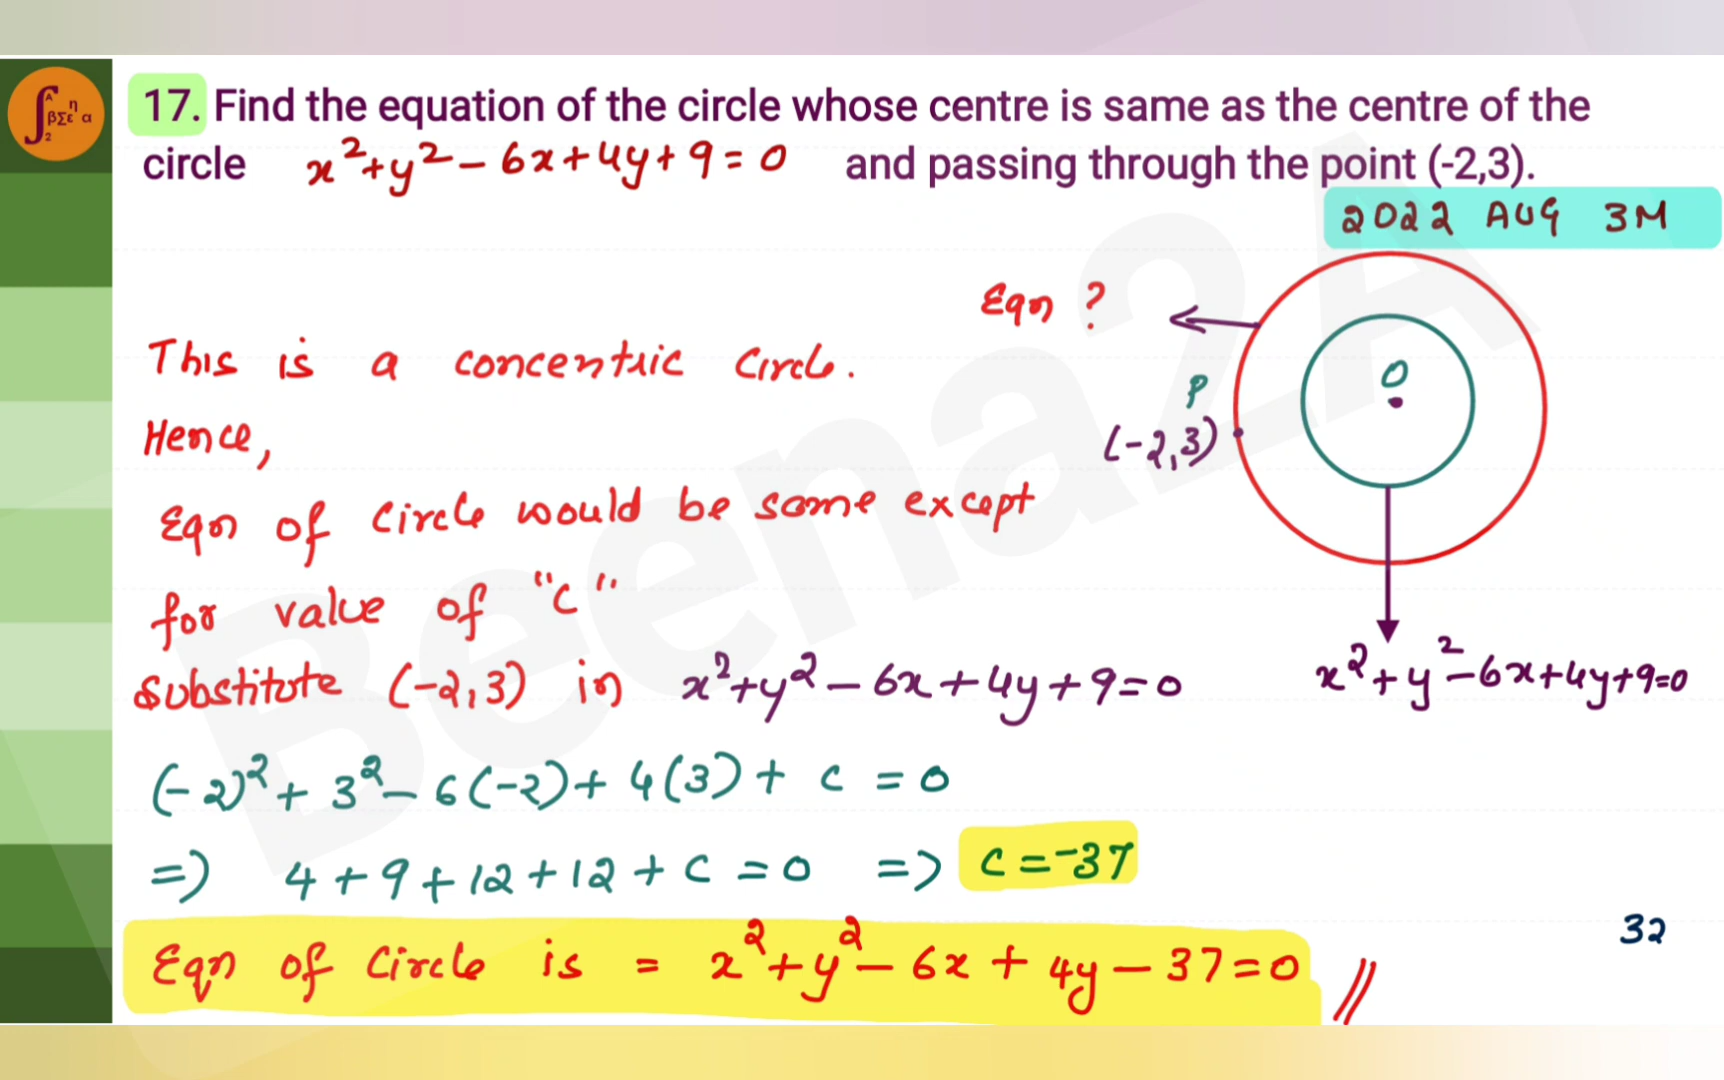 17. Find the equation of the circle whose centre is same as the centre of the
circle x²+y²-6x+4y+9=0 and passing through the point (-2,3).
2022 AUG 3M
Eqn ?
This is a concentric circle.
O
P
(-2,3)
Hence,
Eqn of circle would be same except
for value of "c"
substitute (-2,3) in x²+y²-6x+4y+9=0
x²+y²-6x+4y+9=0
(-2)²+3²-6(-2)+4(3)+c=0
=> 4+9+12+12+c=0 => c=-37
32
Eqn of circle is = x²+y²-6x+4y-37=0 //
Beena2A